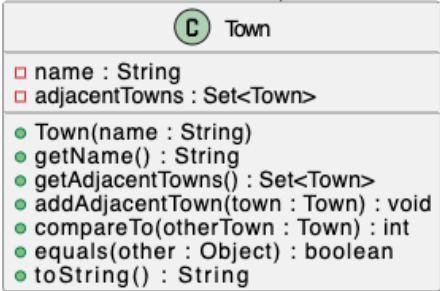 C Town
name : String
adjacentTowns : Set<Town>
Town(name : String)
getName() : String
getAdjacentTowns() : Set<Town>
addAdjacentTown(town : Town) : void
compareTo(otherTown : Town) : int
equals(other : Object) : boolean
toString() : String